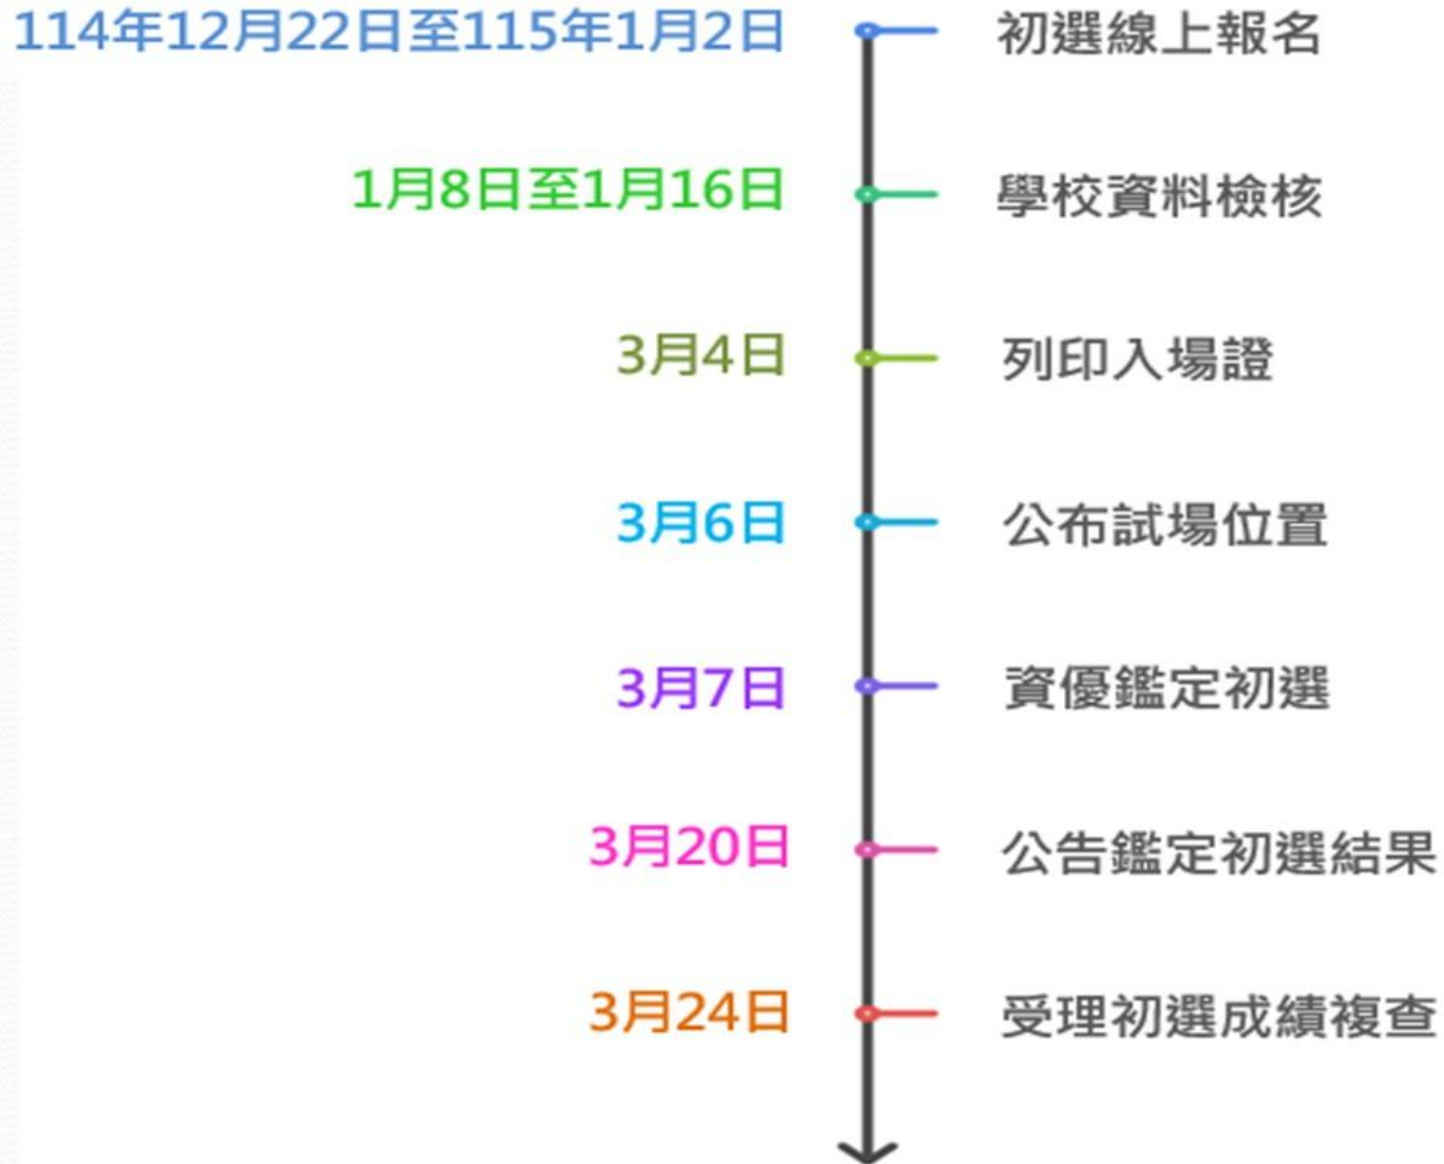 114年12月22日至115年1月2日 初選線上報名
1月8日至1月16日 學校資料檢核
3月4日 列印入場證
3月6日 公布試場位置
3月7日 資優鑑定初選
3月20日 公告鑑定初選結果
3月24日 受理初選成績複查